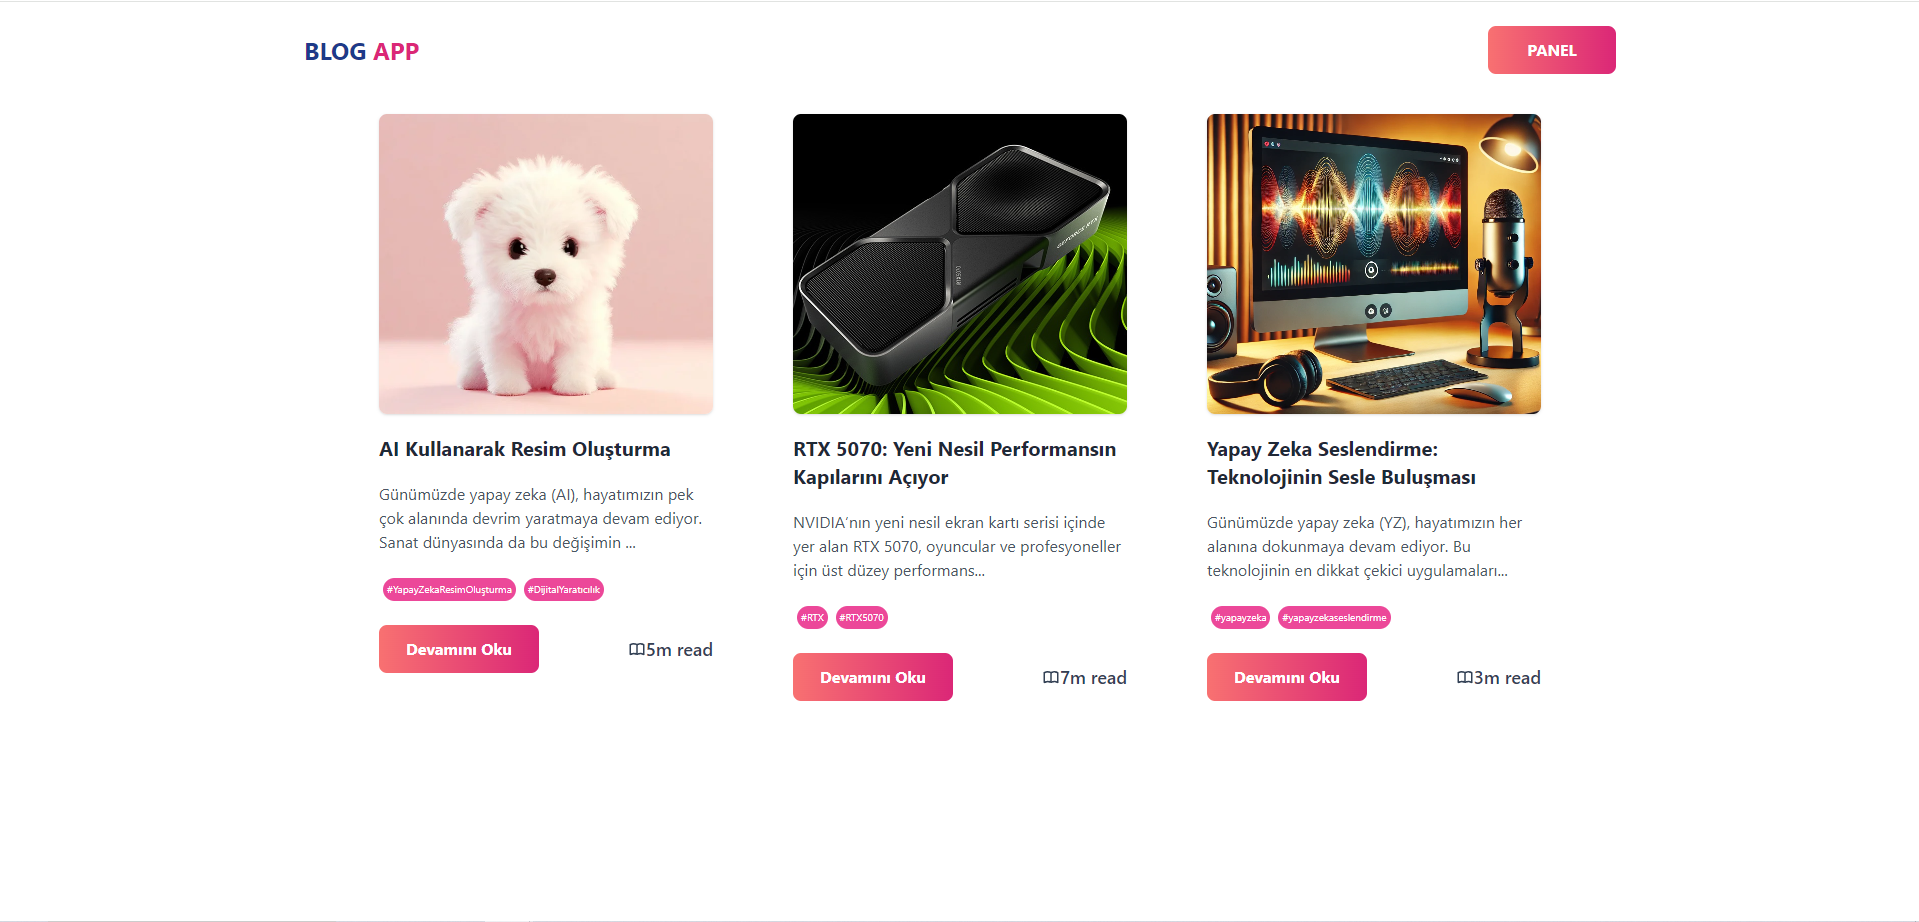 BLOG APP
PANEL
GEFORCE RTX
RTX5070
AI Kullanarak Resim Oluşturma
Günümüzde yapay zeka (AI), hayatımızın pek
çok alanında devrim yaratmaya devam ediyor.
Sanat dünyasında da bu değişimin ...
#YapayZekaResimOluşturma #DijitalYaratıcılık
Devamını Oku
5m read
RTX 5070: Yeni Nesil Performansın
Kapılarını Açıyor
NVIDIA’nın yeni nesil ekran kartı serisi içinde
yer alan RTX 5070, oyuncular ve profesyoneller
için üst düzey performans...
#RTX #RTX5070
Devamını Oku
7m read
Yapay Zeka Seslendirme:
Teknolojinin Sesle Buluşması
Günümüzde yapay zeka (YZ), hayatımızın her
alanına dokunmaya devam ediyor. Bu
teknolojinin en dikkat çekici uygulamaları...
#yapayzeka #yapayzekaseslendirme
Devamını Oku
3m read